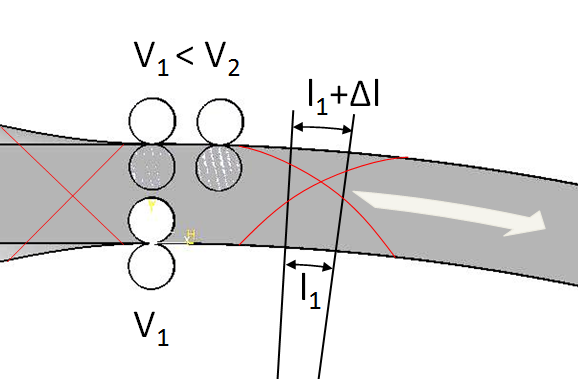 V₁ < V₂
l₁+Δl
l₁
V₁